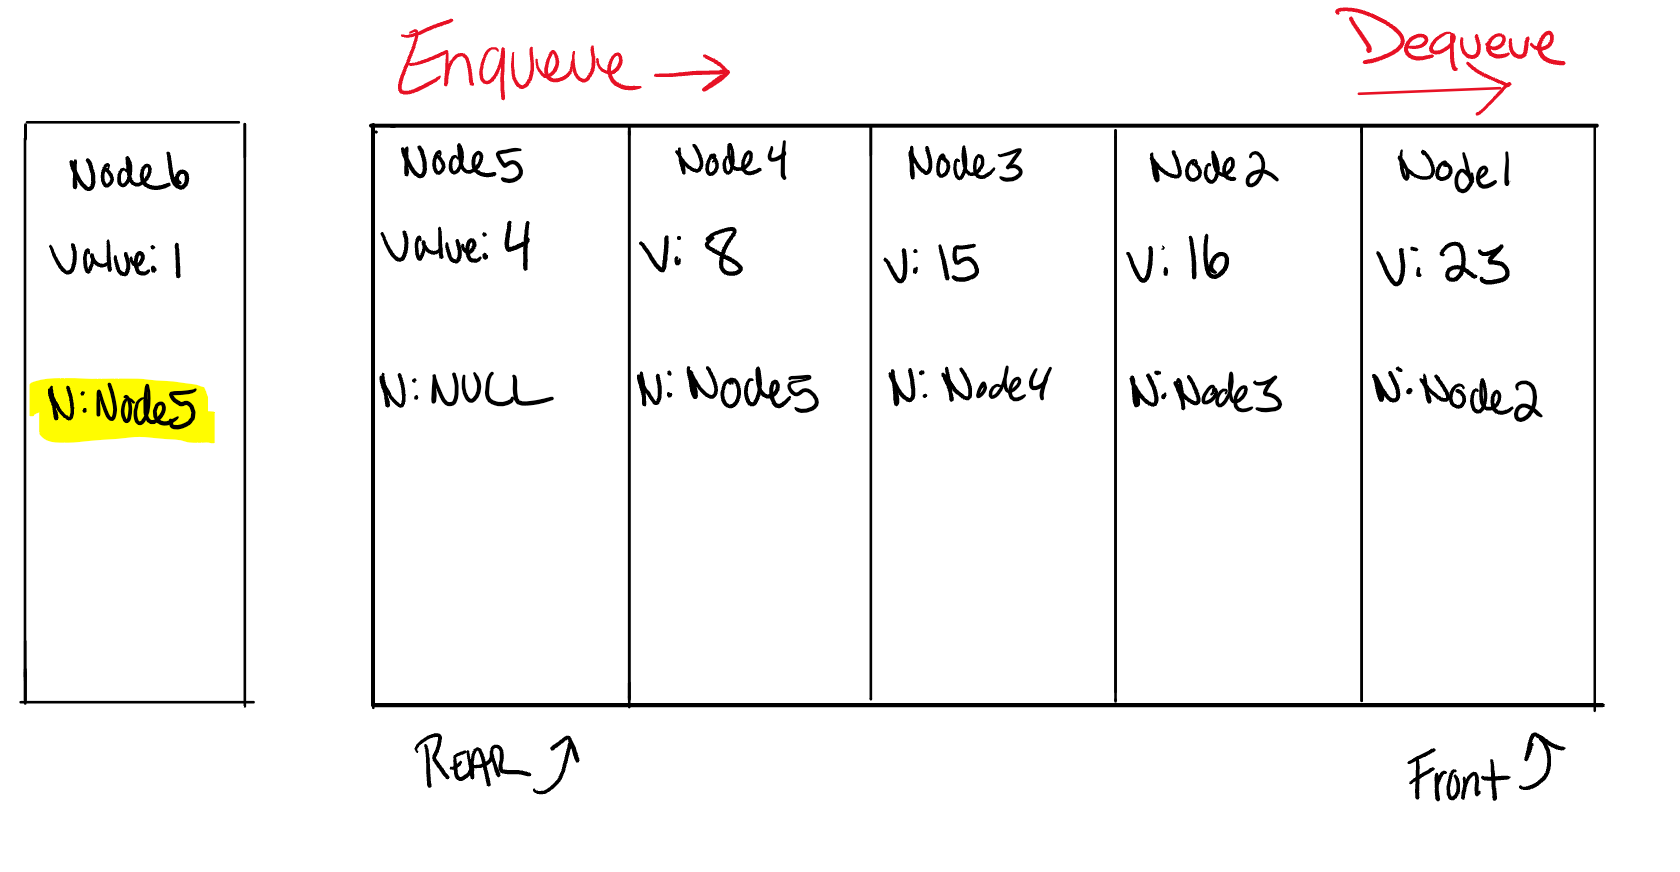 Enqueue →
Dequeue →
Node6
Value: 1
N: Node5
Node5
Value: 4
N: NULL
Node4
V: 8
N: Node5
Node3
V: 15
N: Node4
Node2
V: 16
N: Node3
Node1
V: 23
N: Node2
REAR
Front